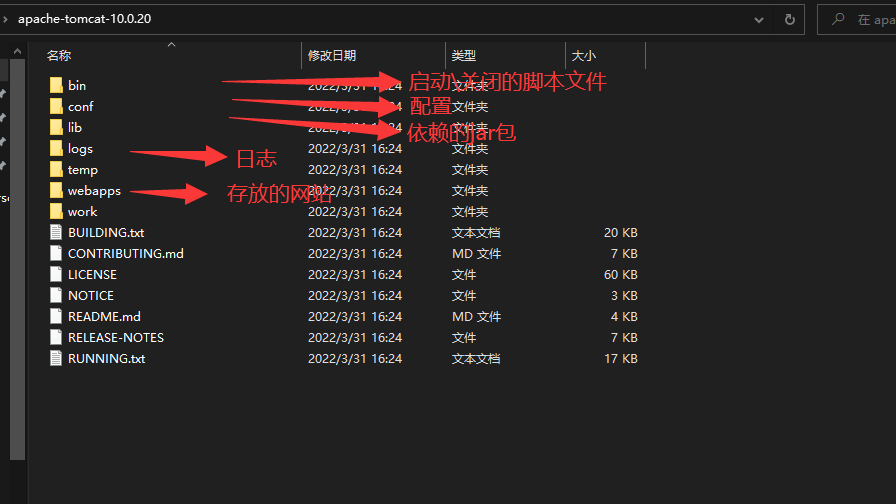 apache-tomcat-10.0.20
在 apa
名称 修改日期 类型 大小
bin 2022/3/31 16:24 文件夹 启动\关闭的脚本文件
conf 2022/3/31 16:24 文件夹 配置
lib 2022/3/31 16:24 文件夹 依赖的jar包
logs 2022/3/31 16:24 文件夹 日志
temp 2022/3/31 16:24 文件夹
webapps 2022/3/31 16:24 文件夹 存放的网站
work 2022/3/31 16:24 文件夹
BUILDING.txt 2022/3/31 16:24 文本文档 20 KB
CONTRIBUTING.md 2022/3/31 16:24 MD 文件 7 KB
LICENSE 2022/3/31 16:24 文件 60 KB
NOTICE 2022/3/31 16:24 文件 3 KB
README.md 2022/3/31 16:24 MD 文件 4 KB
RELEASE-NOTES 2022/3/31 16:24 文件 7 KB
RUNNING.txt 2022/3/31 16:24 文本文档 17 KB